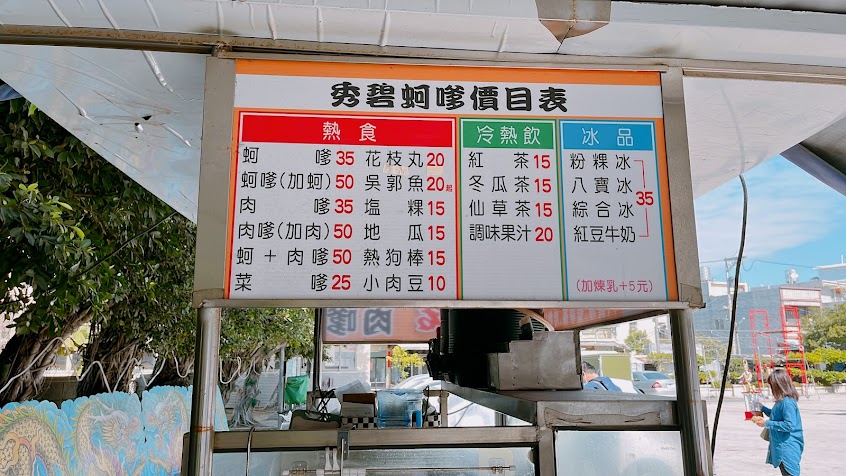 秀碧蚵嗲價目表
熱食
蚵嗲35 花枝丸20
蚵嗲(加蚵)50 吳郭魚20起
肉嗲35 塩粿15
肉嗲(加肉)50 地瓜15
蚵+肉嗲50 熱狗棒15
菜嗲25 小肉豆10
冷熱飲
紅茶15
冬瓜茶15
仙草茶15
調味果汁20
冰品
粉粿冰
八寶冰
綜合冰
紅豆牛奶
35
(加煉乳+5元)
肉嗲